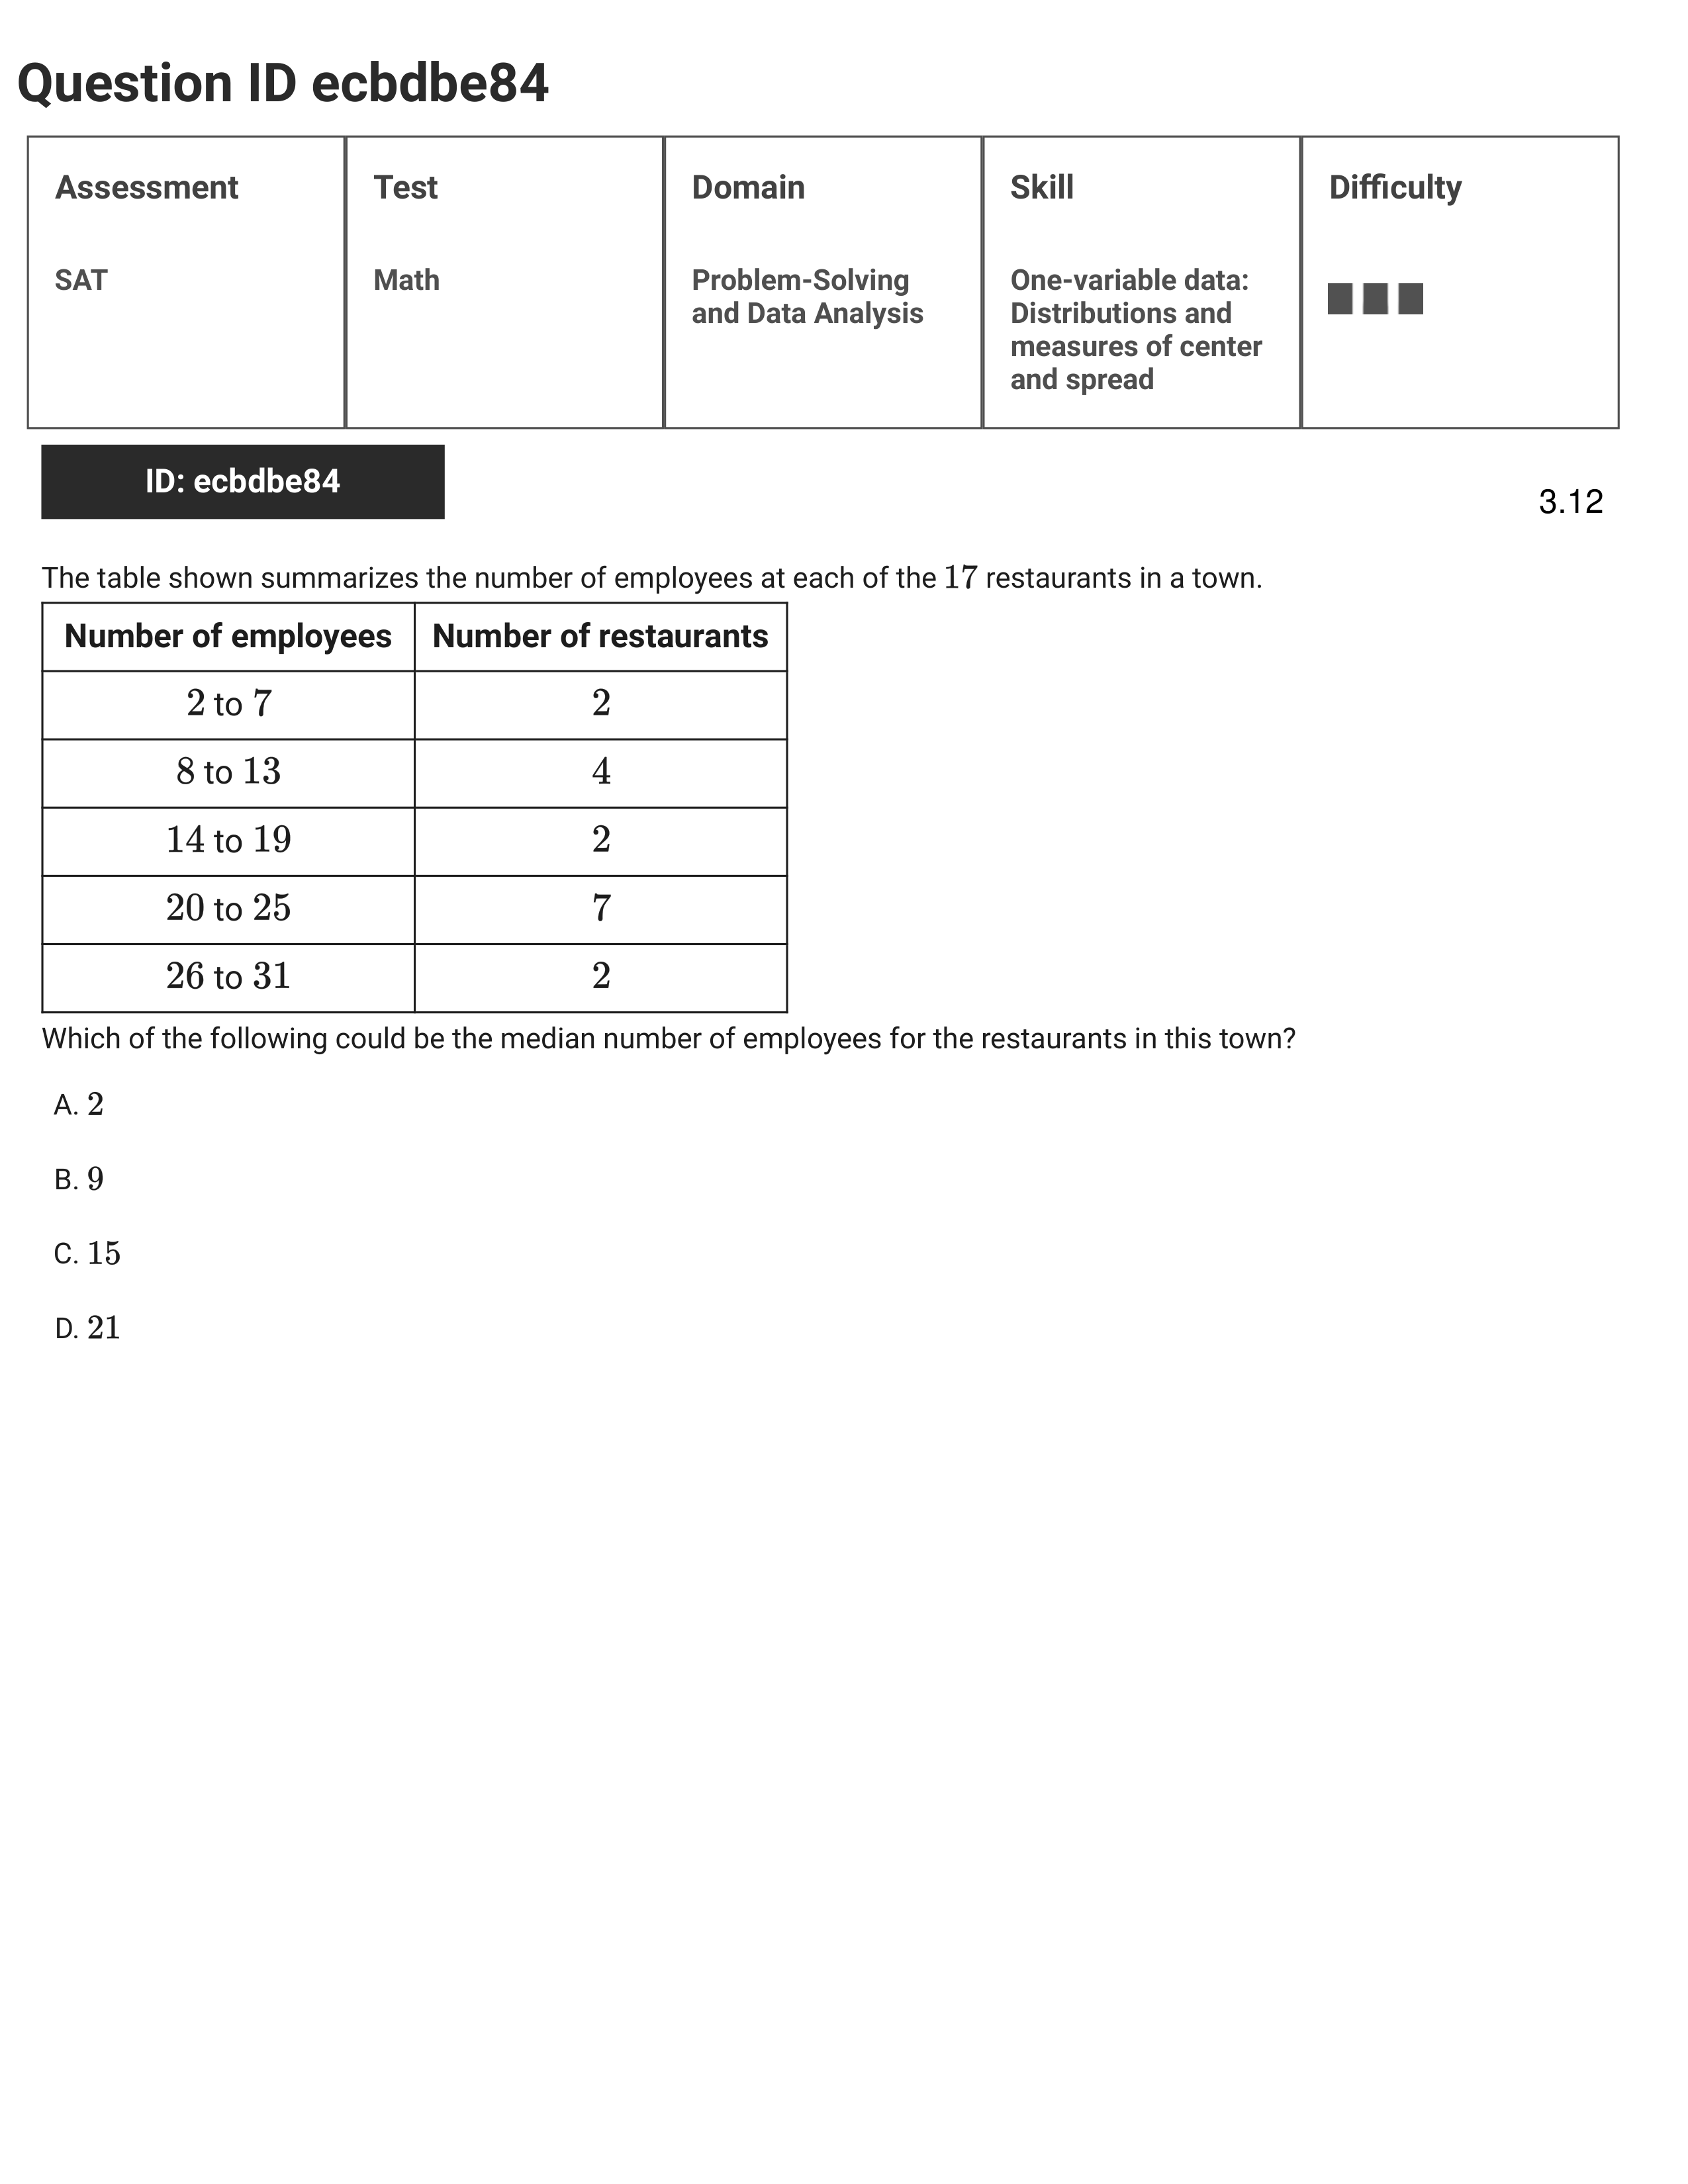 Question ID ecbdbe84
Assessment
Test
Domain
Skill
Difficulty
SAT
Math
Problem-Solving
and Data Analysis
One-variable data:
Distributions and
measures of center
and spread
ID: ecbdbe84
3.12
The table shown summarizes the number of employees at each of the 17 restaurants in a town.
Number of employees Number of restaurants
2 to 7 2
8 to 13 4
14 to 19 2
20 to 25 7
26 to 31 2
Which of the following could be the median number of employees for the restaurants in this town?
A. 2
B. 9
C. 15
D. 21